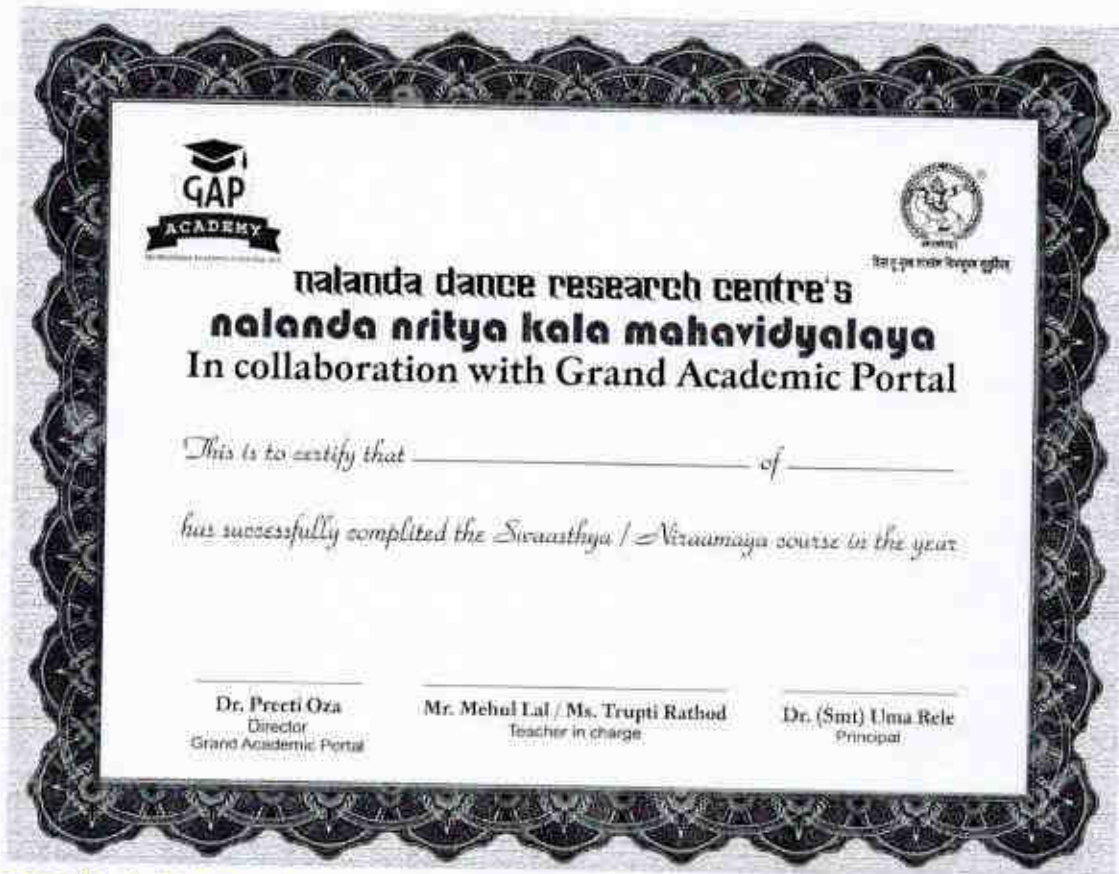 GAP
ACADEMY
nalanda dance research centre's
nalanda nritya kala mahavidyalaya
In collaboration with Grand Academic Portal
This is to certify that of
has successfully complited the Swaasthya / Niraamaya course in the year
Dr. Preeti Oza
Director
Grand Academic Portal
Mr. Mehul Lal / Ms. Trupti Rathod
Teacher in charge
Dr. (Smt) Uma Rele
Principal